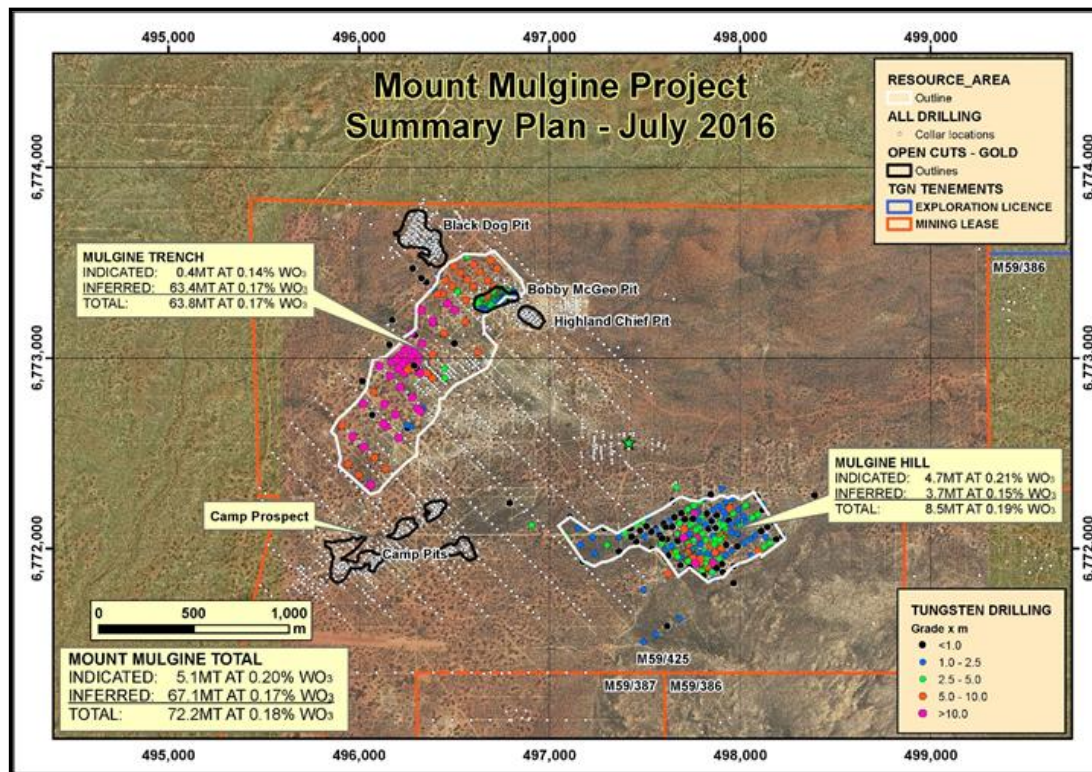 495,000 496,000 497,000 498,000 499,000
Mount Mulgine Project
Summary Plan - July 2016
RESOURCE_AREA
Outline
ALL DRILLING
Collar locations
OPEN CUTS - GOLD
Outlines
TGN TENEMENTS
EXPLORATION LICENCE
MINING LEASE
6,774,000
6,774,000
Black Dog Pit
MULGINE TRENCH
INDICATED: 0.4MT AT 0.14% WO₃
INFERRED: 63.4MT AT 0.17% WO₃
TOTAL: 63.8MT AT 0.17% WO₃
M59/386
Bobby McGee Pit
Highland Chief Pit
6,773,000
6,773,000
MULGINE HILL
INDICATED: 4.7MT AT 0.21% WO₃
INFERRED: 3.7MT AT 0.15% WO₃
TOTAL: 8.5MT AT 0.19% WO₃
Camp Prospect
Camp Pits
6,772,000
6,772,000
0 500 1,000
m
TUNGSTEN DRILLING
Grade x m
<1.0
1.0 - 2.5
2.5 - 5.0
5.0 - 10.0
>10.0
M59/425
M59/387 M59/386
MOUNT MULGINE TOTAL
INDICATED: 5.1MT AT 0.20% WO₃
INFERRED: 67.1MT AT 0.17% WO₃
TOTAL: 72.2MT AT 0.18% WO₃
495,000 496,000 497,000 498,000 499,000